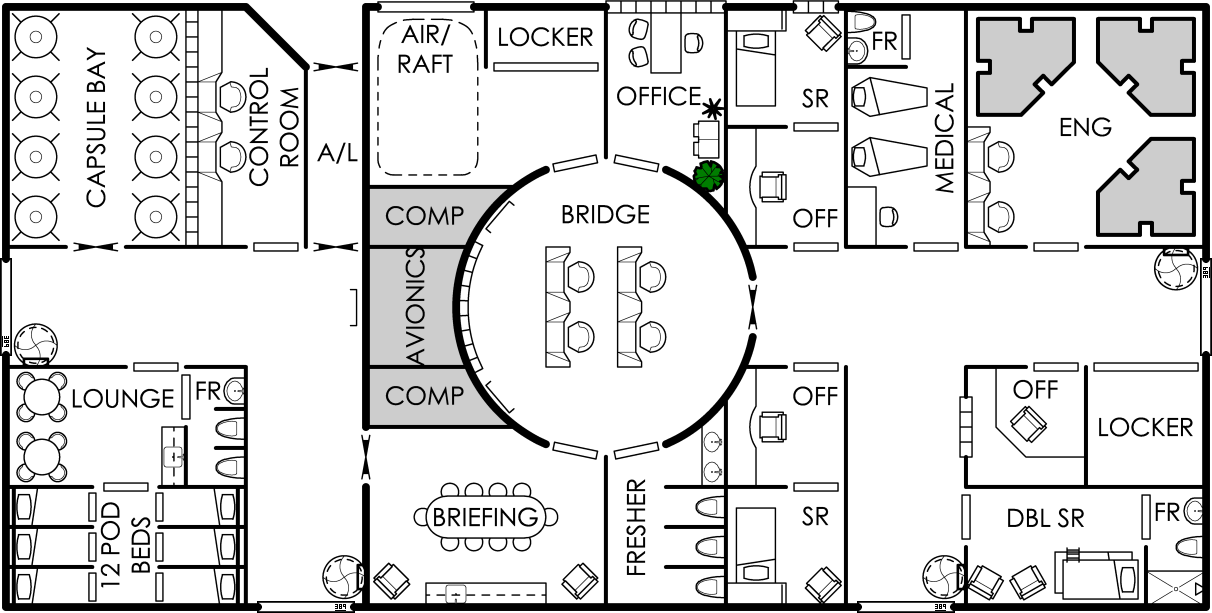 AIR/
RAFT
LOCKER
FR
CAPSULE BAY
CONTROL
ROOM
A/L
OFFICE
SR
MEDICAL
ENG
COMP
BRIDGE
OFF
AVIONICS
COMP
LOUNGE
FR
OFF
OFF
LOCKER
12 POD
BEDS
BRIEFING
FRESHER
SR
DBL SR
FR